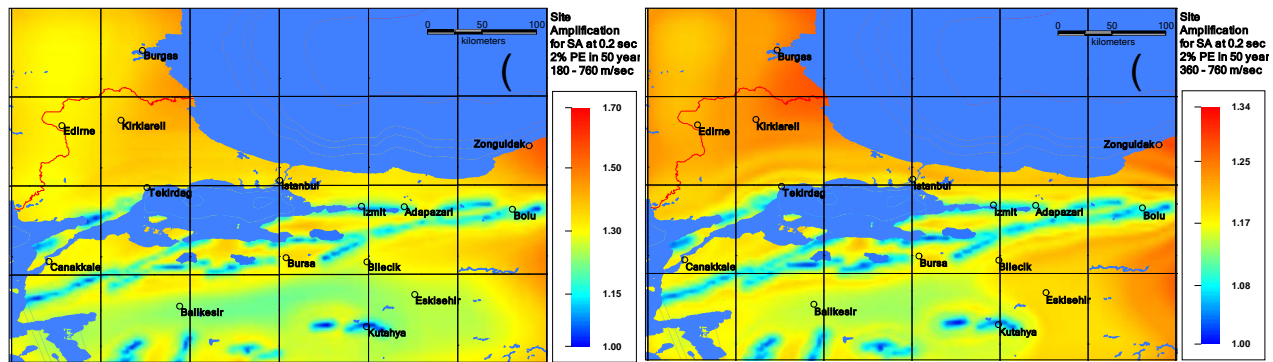 0 50 100
kilometers
Site
Amplification
for SA at 0.2 sec
2% PE in 50 year
180 - 760 m/sec
(
Burgas
Edirne
Kirklareli
Zonguldak
Tekirdag
Istanbul
Izmit
Adapazari
Bolu
Canakkale
Bursa
Bilecik
Balikesir
Eskisehir
Kutahya
1.70
1.50
1.30
1.15
1.00
0 50 100
kilometers
Site
Amplification
for SA at 0.2 sec
2% PE in 50 year
360 - 760 m/sec
(
Burgas
Edirne
Kirklareli
Zonguldak
Tekirdag
Istanbul
Izmit
Adapazari
Bolu
Canakkale
Bursa
Bilecik
Balikesir
Eskisehir
Kutahya
1.34
1.25
1.17
1.08
1.00